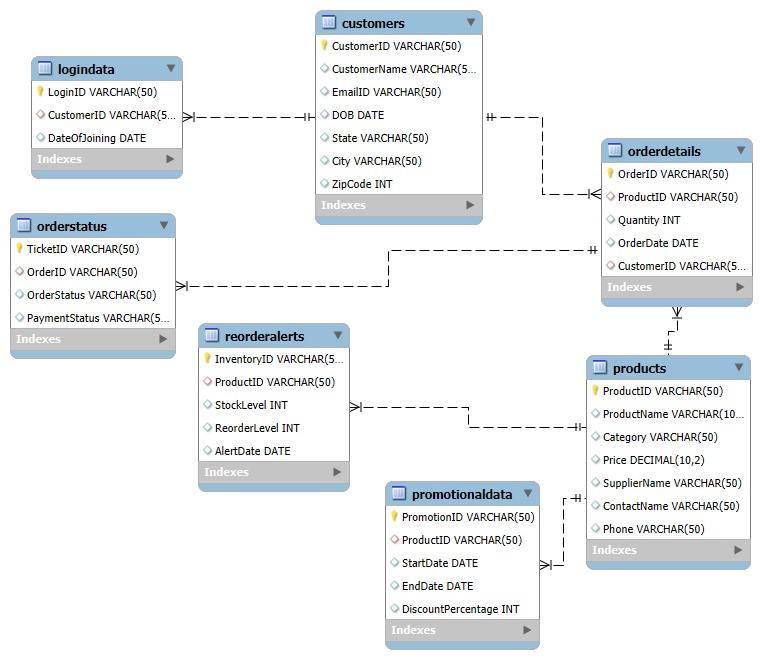 customers
CustomerID VARCHAR(50)
CustomerName VARCHAR(5...
EmailID VARCHAR(50)
DOB DATE
State VARCHAR(50)
City VARCHAR(50)
ZipCode INT
Indexes
logindata
LoginID VARCHAR(50)
CustomerID VARCHAR(5...
DateOfJoining DATE
Indexes
orderdetails
OrderID VARCHAR(50)
ProductID VARCHAR(50)
Quantity INT
OrderDate DATE
CustomerID VARCHAR(5...
Indexes
orderstatus
TicketID VARCHAR(50)
OrderID VARCHAR(50)
OrderStatus VARCHAR(50)
PaymentStatus VARCHAR(5...
Indexes
reorderalerts
InventoryID VARCHAR(5...
ProductID VARCHAR(50)
StockLevel INT
ReorderLevel INT
AlertDate DATE
Indexes
products
ProductID VARCHAR(50)
ProductName VARCHAR(10...
Category VARCHAR(50)
Price DECIMAL(10,2)
SupplierName VARCHAR(50)
ContactName VARCHAR(50)
Phone VARCHAR(50)
Indexes
promotionaldata
PromotionID VARCHAR(50)
ProductID VARCHAR(50)
StartDate DATE
EndDate DATE
DiscountPercentage INT
Indexes